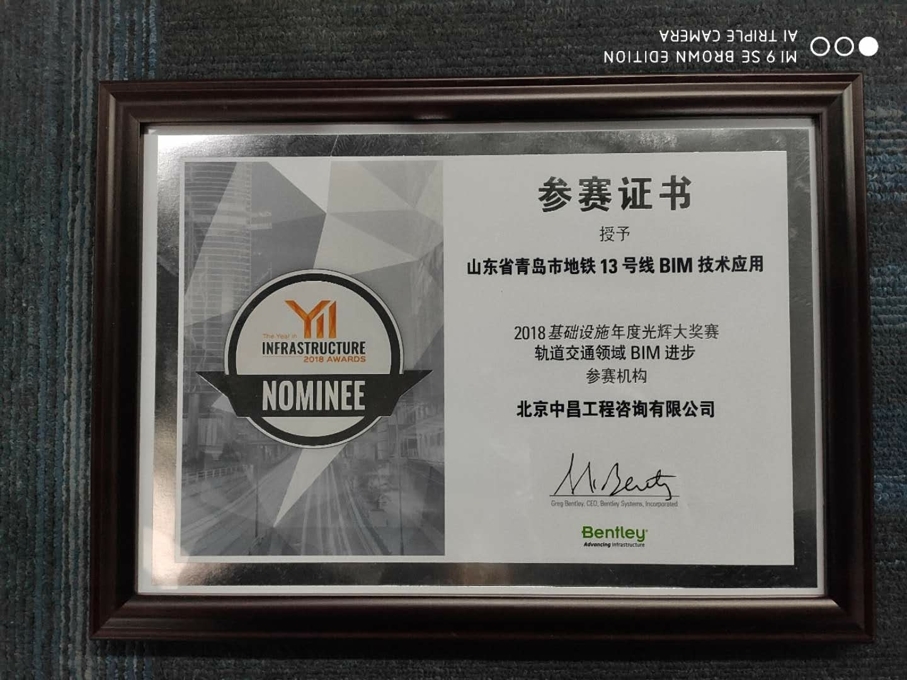 MI 9 SE BROWN EDITION
AI TRIPLE CAMERA
参赛证书
授予
山东省青岛市地铁 13 号线 BIM 技术应用
2018 基础设施年度光辉大奖赛
轨道交通领域 BIM 进步
参赛机构
北京中昌工程咨询有限公司
Greg Bentley, CEO, Bentley Systems, Incorporated
Bentley®
Advancing Infrastructure
YII
The Year in
INFRASTRUCTURE
2018 AWARDS
NOMINEE